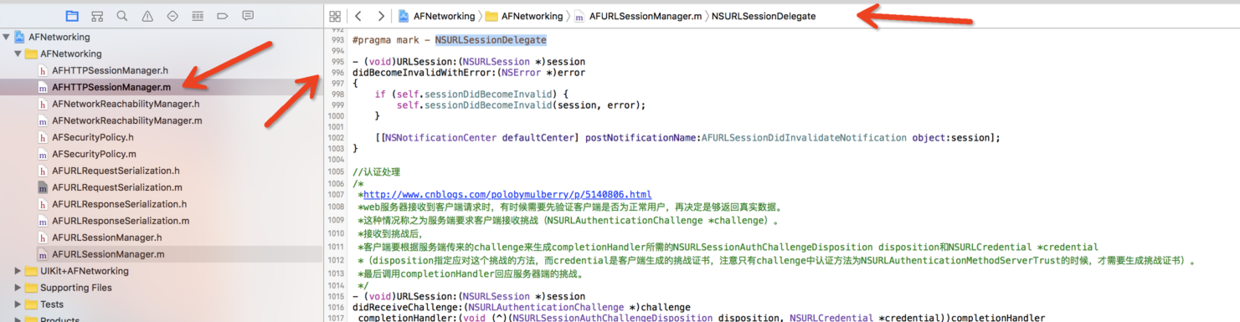 AFNetworking
AFNetworking
AFHTTPSessionManager.h
AFHTTPSessionManager.m
AFNetworkReachabilityManager.h
AFNetworkReachabilityManager.m
AFSecurityPolicy.h
AFSecurityPolicy.m
AFURLRequestSerialization.h
AFURLRequestSerialization.m
AFURLResponseSerialization.h
AFURLResponseSerialization.m
AFURLSessionManager.h
AFURLSessionManager.m
UIKit+AFNetworking
Supporting Files
Tests
Products
AFNetworking 〉 AFNetworking 〉 AFURLSessionManager.m 〉 NSURLSessionDelegate
992
993 #pragma mark - NSURLSessionDelegate
994
995 - (void)URLSession:(NSURLSession *)session
996 didBecomeInvalidWithError:(NSError *)error
997 {
998 if (self.sessionDidBecomeInvalid) {
999 self.sessionDidBecomeInvalid(session, error);
1000 }
1001
1002 [[NSNotificationCenter defaultCenter] postNotificationName:AFURLSessionDidInvalidateNotification object:session];
1003 }
1004
1005 //认证处理
1006 /*
1007 *http://www.cnblogs.com/polobymulberry/p/5140806.html
1008 *web服务器接收到客户端请求时，有时候需要先验证客户端是否为正常用户，再决定是够返回真实数据。
1009 *这种情况称之为服务端要求客户端接收挑战（NSURLAuthenticationChallenge *challenge）。
1010 *接收到挑战后，
1011 *客户端要根据服务端传来的challenge来生成completionHandler所需的NSURLSessionAuthChallengeDisposition disposition和NSURLCredential *credential
1012 *（disposition指定应对这个挑战的方法，而credential是客户端生成的挑战证书，注意只有challenge中认证方法为NSURLAuthenticationMethodServerTrust的时候，才需要生成挑战证书）。
1013 *最后调用completionHandler回应服务器端的挑战。
1014 */
1015 - (void)URLSession:(NSURLSession *)session
1016 didReceiveChallenge:(NSURLAuthenticationChallenge *)challenge
1017 completionHandler:(void (^)(NSURLSessionAuthChallengeDisposition disposition, NSURLCredential *credential))completionHandler